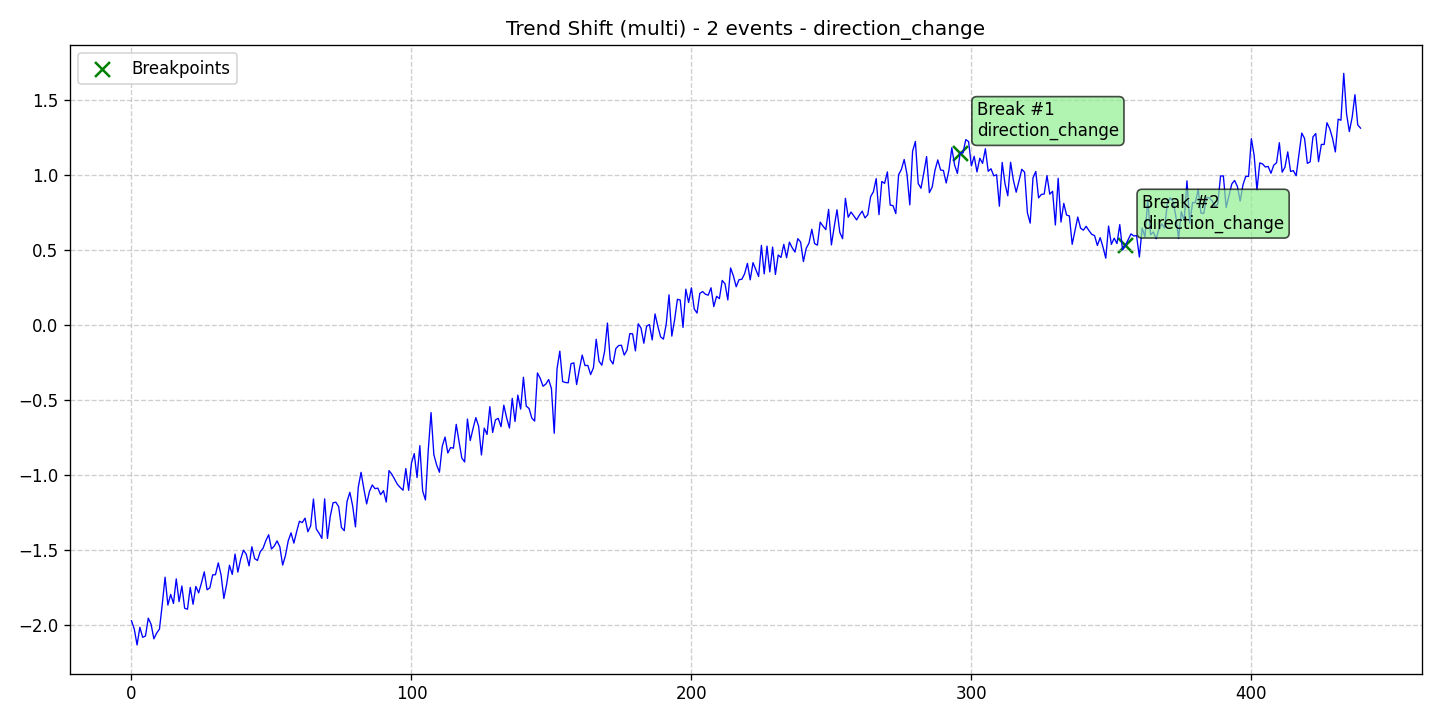 Trend Shift (multi) - 2 events - direction_change
Breakpoints
Break #1
direction_change
Break #2
direction_change
1.5
1.0
0.5
0.0
−0.5
−1.0
−1.5
−2.0
0
100
200
300
400